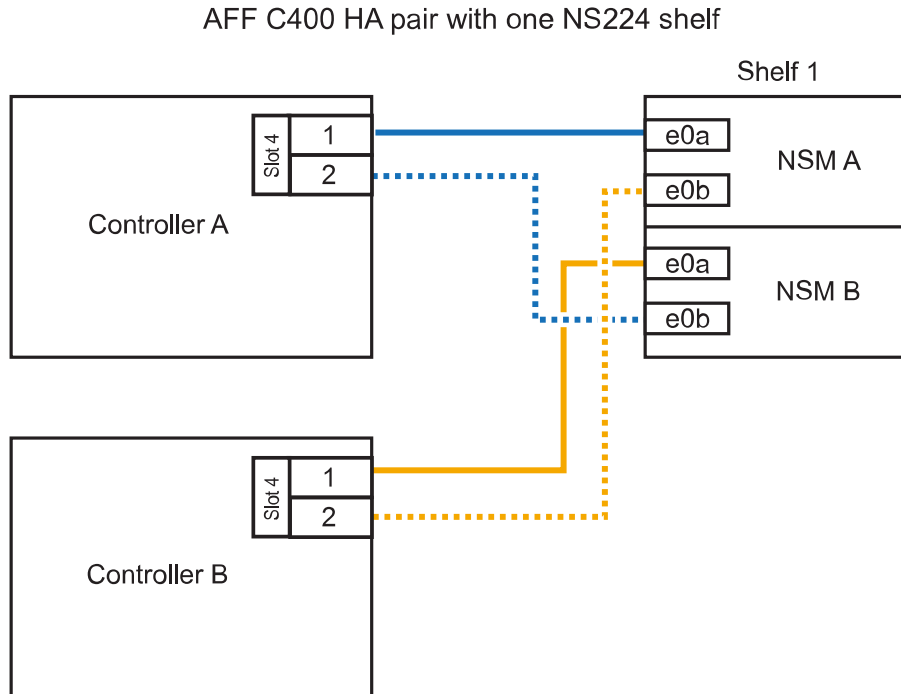 AFF C400 HA pair with one NS224 shelf
Shelf 1
Slot 4
1
2
Controller A
e0a
e0b
NSM A
e0a
e0b
NSM B
Slot 4
1
2
Controller B